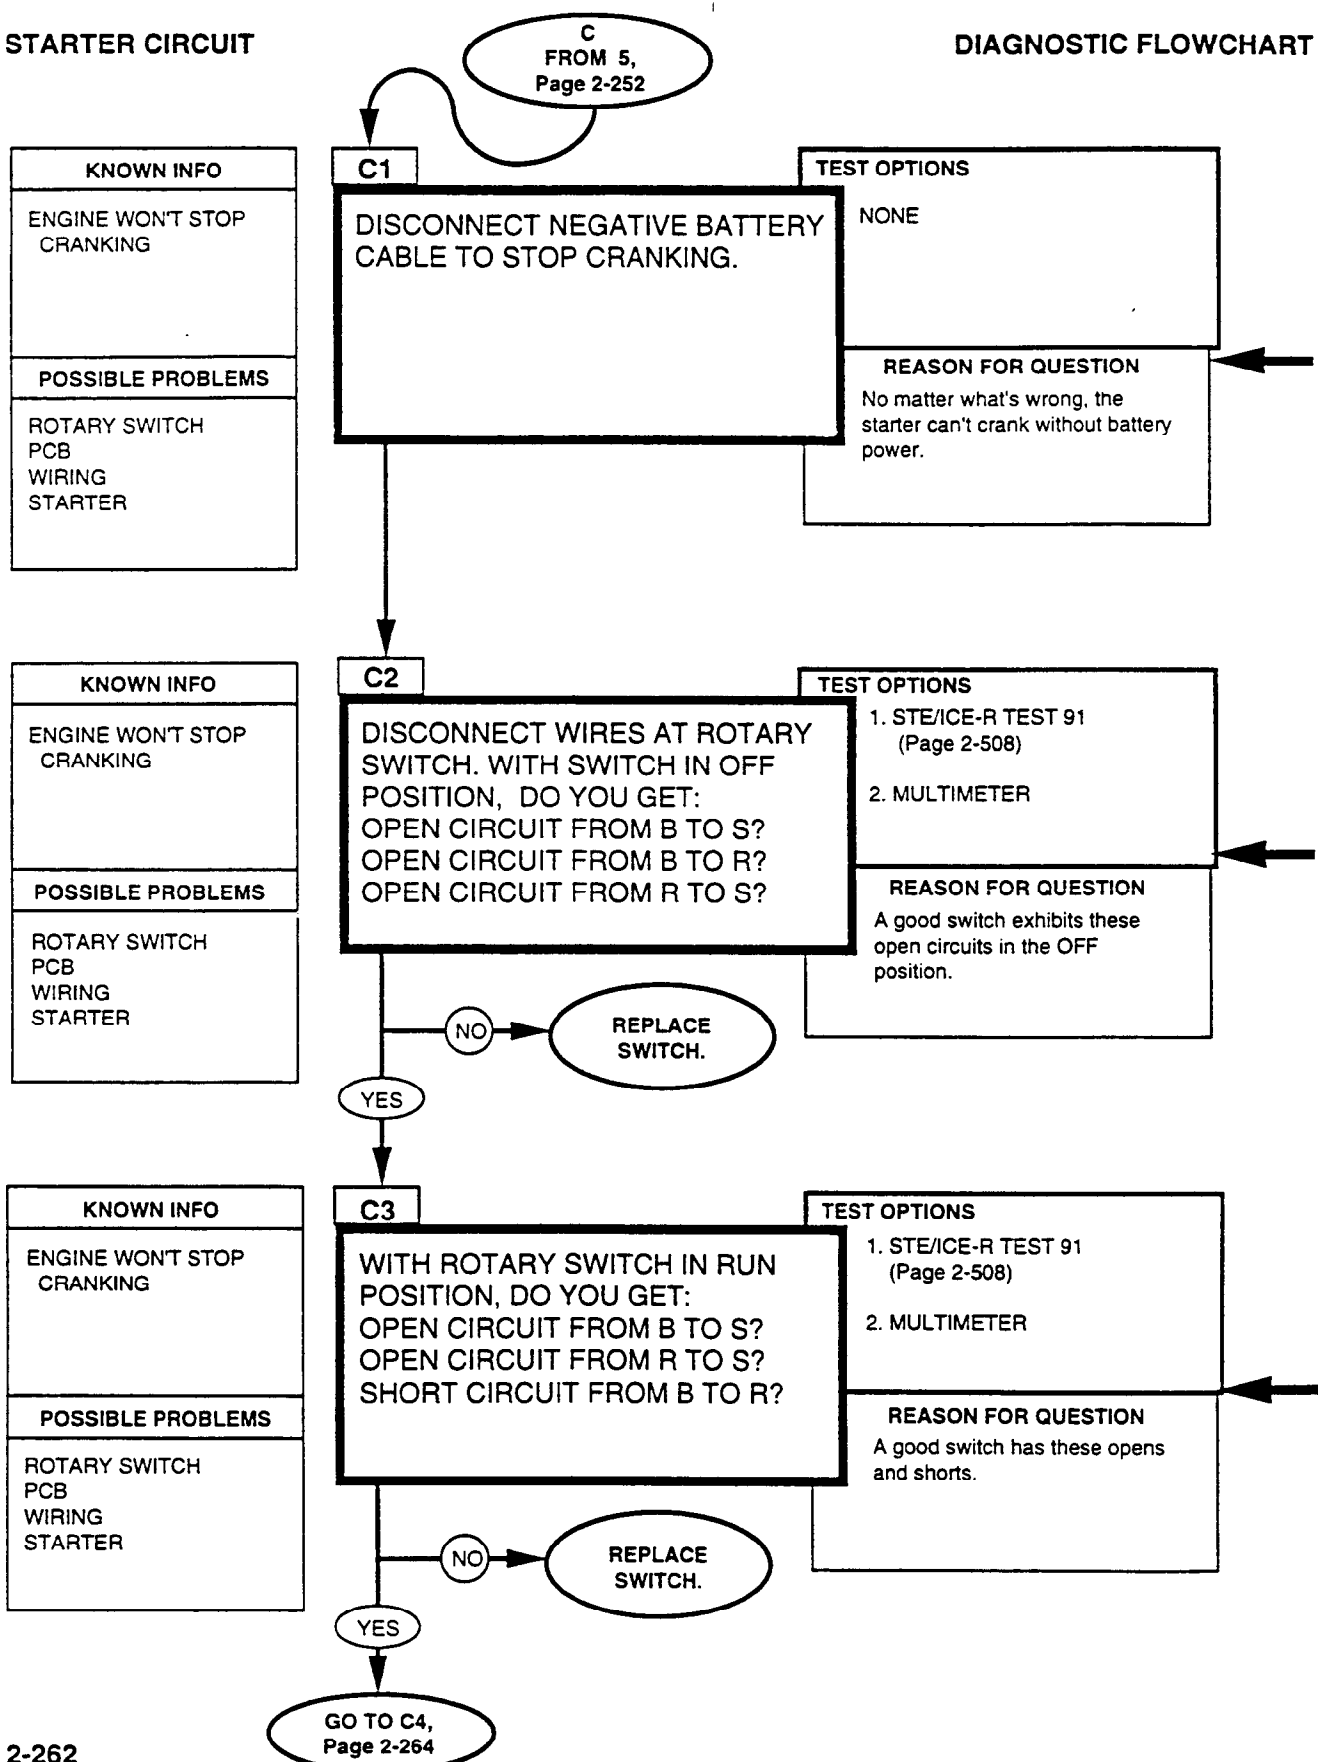 STARTER CIRCUIT
DIAGNOSTIC FLOWCHART
C
FROM 5,
Page 2-252
KNOWN INFO
ENGINE WON'T STOP
CRANKING
POSSIBLE PROBLEMS
ROTARY SWITCH
PCB
WIRING
STARTER
C1
DISCONNECT NEGATIVE BATTERY
CABLE TO STOP CRANKING.
TEST OPTIONS
NONE
REASON FOR QUESTION
No matter what's wrong, the
starter can't crank without battery
power.
KNOWN INFO
ENGINE WON'T STOP
CRANKING
POSSIBLE PROBLEMS
ROTARY SWITCH
PCB
WIRING
STARTER
C2
DISCONNECT WIRES AT ROTARY
SWITCH. WITH SWITCH IN OFF
POSITION, DO YOU GET:
OPEN CIRCUIT FROM B TO S?
OPEN CIRCUIT FROM B TO R?
OPEN CIRCUIT FROM R TO S?
TEST OPTIONS
1. STE/ICE-R TEST 91
(Page 2-508)
2. MULTIMETER
REASON FOR QUESTION
A good switch exhibits these
open circuits in the OFF
position.
NO
REPLACE
SWITCH.
YES
KNOWN INFO
ENGINE WON'T STOP
CRANKING
POSSIBLE PROBLEMS
ROTARY SWITCH
PCB
WIRING
STARTER
C3
WITH ROTARY SWITCH IN RUN
POSITION, DO YOU GET:
OPEN CIRCUIT FROM B TO S?
OPEN CIRCUIT FROM R TO S?
SHORT CIRCUIT FROM B TO R?
TEST OPTIONS
1. STE/ICE-R TEST 91
(Page 2-508)
2. MULTIMETER
REASON FOR QUESTION
A good switch has these opens
and shorts.
NO
REPLACE
SWITCH.
YES
GO TO C4,
Page 2-264
2-262